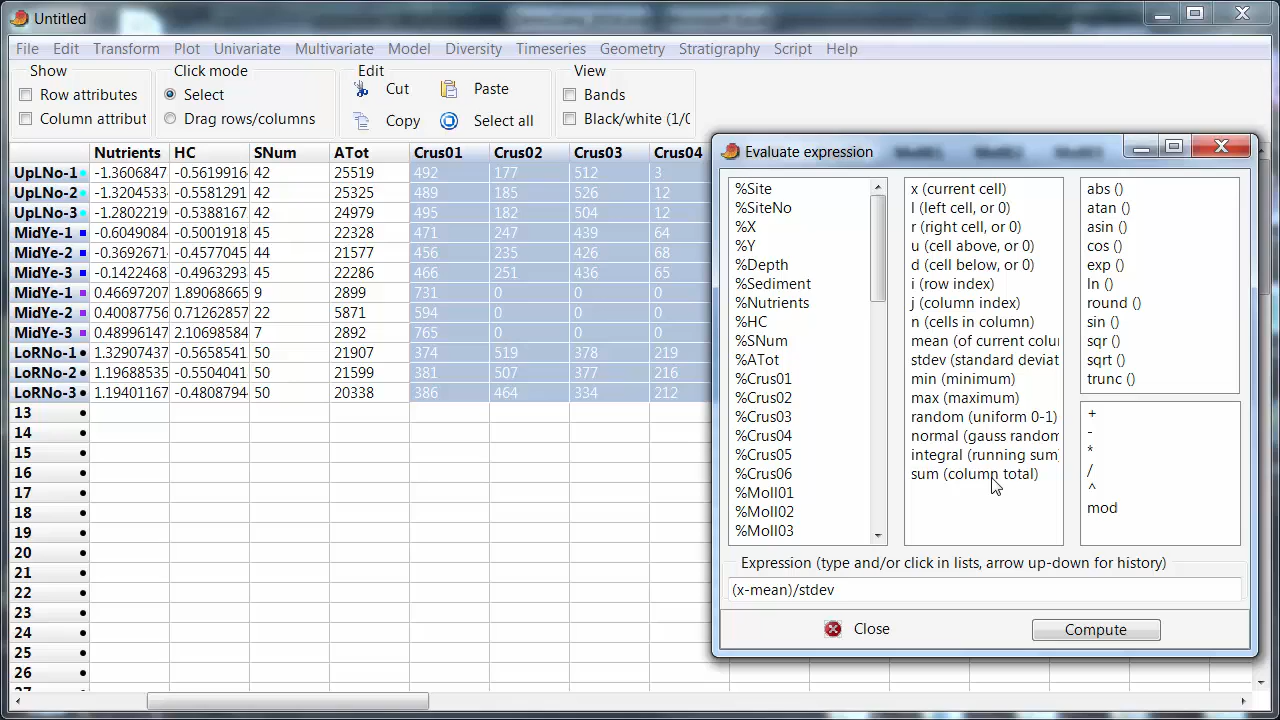 Untitled
File Edit Transform Plot Univariate Multivariate Model Diversity Timeseries Geometry Stratigraphy Script Help
Show Click mode Edit View
Row attributes Select Cut Paste Bands
Column attribut Drag rows/columns Copy Select all Black/white (1/0
Nutrients HC SNum ATot Crus01 Crus02 Crus03 Crus04
UpLNo-1 -1.3606847 -0.5619916 42 25519 492 177 512 3
UpLNo-2 -1.3204533 -0.5581291 42 25325 489 185 526 12
UpLNo-3 -1.2802219 -0.5388167 42 24979 495 182 504 12
MidYe-1 -0.6049084 -0.5001918 45 22328 471 247 439 64
MidYe-2 -0.3692671 -0.4577045 44 21577 456 235 426 68
MidYe-3 -0.1422468 -0.4963293 45 22286 466 251 436 65
MidYe-1 0.46697207 1.89068665 9 2899 731 0 0 0
MidYe-2 0.40087756 0.71262857 22 5871 594 0 0 0
MidYe-3 0.48996147 2.10698584 7 2892 765 0 0 0
LoRNo-1 1.32907437 -0.5658541 50 21907 374 519 378 219
LoRNo-2 1.19688535 -0.5504041 50 21599 381 507 377 216
LoRNo-3 1.19401167 -0.4808794 50 20338 386 464 334 212
13
14
15
16
17
18
19
20
21
22
23
24
25
26
Evaluate expression
%Site
%SiteNo
%X
%Y
%Depth
%Sediment
%Nutrients
%HC
%SNum
%ATot
%Crus01
%Crus02
%Crus03
%Crus04
%Crus05
%Crus06
%Moll01
%Moll02
%Moll03
x (current cell)
l (left cell, or 0)
r (right cell, or 0)
u (cell above, or 0)
d (cell below, or 0)
i (row index)
j (column index)
n (cells in column)
mean (of current colu
stdev (standard deviat
min (minimum)
max (maximum)
random (uniform 0-1)
normal (gauss random
integral (running sum)
sum (column total)
abs ()
atan ()
asin ()
cos ()
exp ()
ln ()
round ()
sin ()
sqr ()
sqrt ()
trunc ()
+
-
*
/
^
mod
Expression (type and/or click in lists, arrow up-down for history)
(x-mean)/stdev
Close Compute